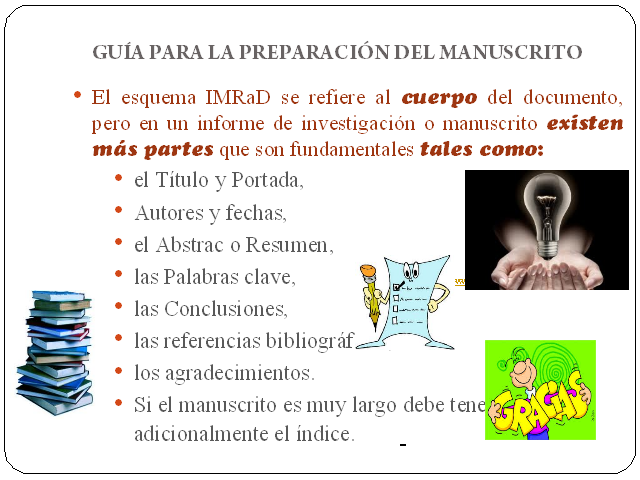 GUÍA PARA LA PREPARACIÓN DEL MANUSCRITO
• El esquema IMRaD se refiere al cuerpo del documento,
pero en un informe de investigación o manuscrito existen
más partes que son fundamentales tales como:
• el Título y Portada,
• Autores y fechas,
• el Abstrac o Resumen,
• las Palabras clave,
• las Conclusiones,
• las referencias bibliográf
• los agradecimientos.
• Si el manuscrito es muy largo debe tene
adicionalmente el índice.
GRACIAS